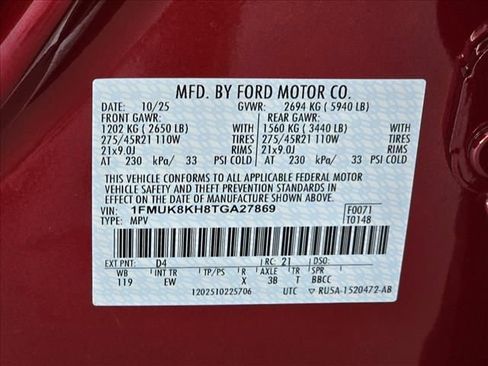 MFD. BY FORD MOTOR CO.
DATE: 10/25 GVWR: 2694 KG ( 5940 LB)
FRONT GAWR: REAR GAWR:
1202 KG ( 2650 LB) WITH 1560 KG ( 3440 LB) WITH
275/45R21 110W TIRES 275/45R21 110W TIRES
21x9.0J RIMS 21x9.0J RIMS
AT 230 kPa/ 33 PSI COLD AT 230 kPa/ 33 PSI COLD
THIS VEHICLE CONFORMS TO ALL APPLICABLE FEDERAL MOTOR
VEHICLE SAFETY AND THEFT PREVENTION STANDARDS IN
EFFECT ON THE DATE OF MANUFACTURE SHOWN ABOVE.
VIN: 1FMUK8KH8TGA27869 F0071
TYPE: MPV T0148
EXT PNT: D4 RC: 21
WB INT TR TP/PS R AXLE TR SPR
119 EW X 3B T BBCC
1202510225706 UTC RUSA-1520472-AB